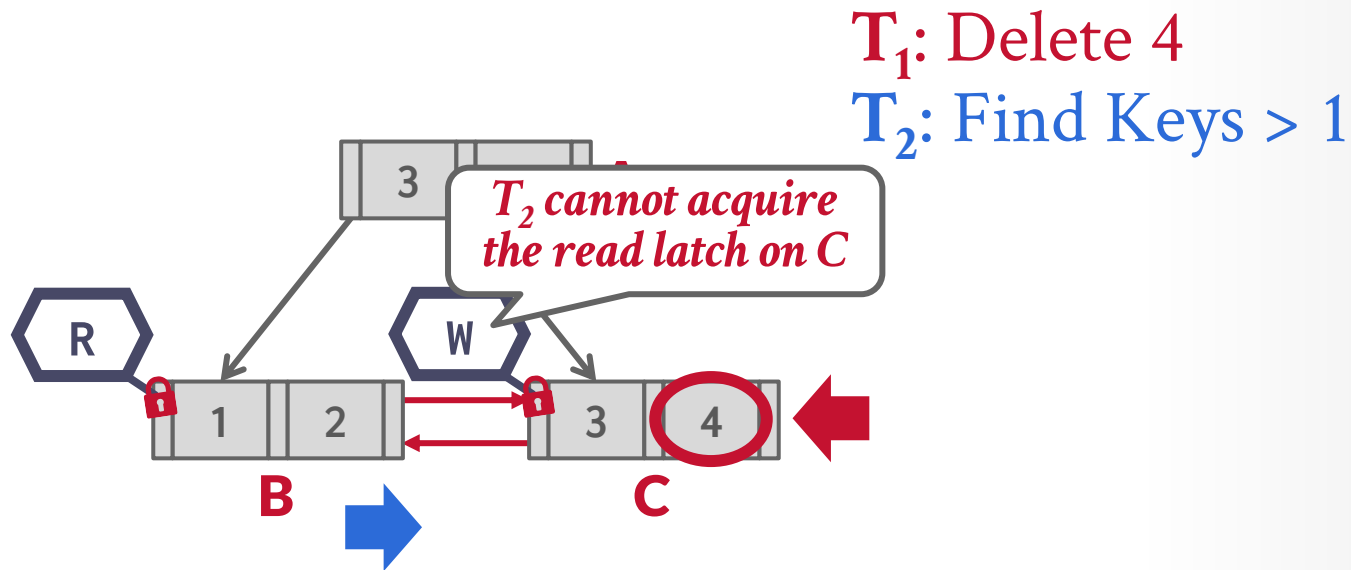 T1: Delete 4
T2: Find Keys > 1
3
T2 cannot acquire
the read latch on C
R
W
1 2
3 4
B
C